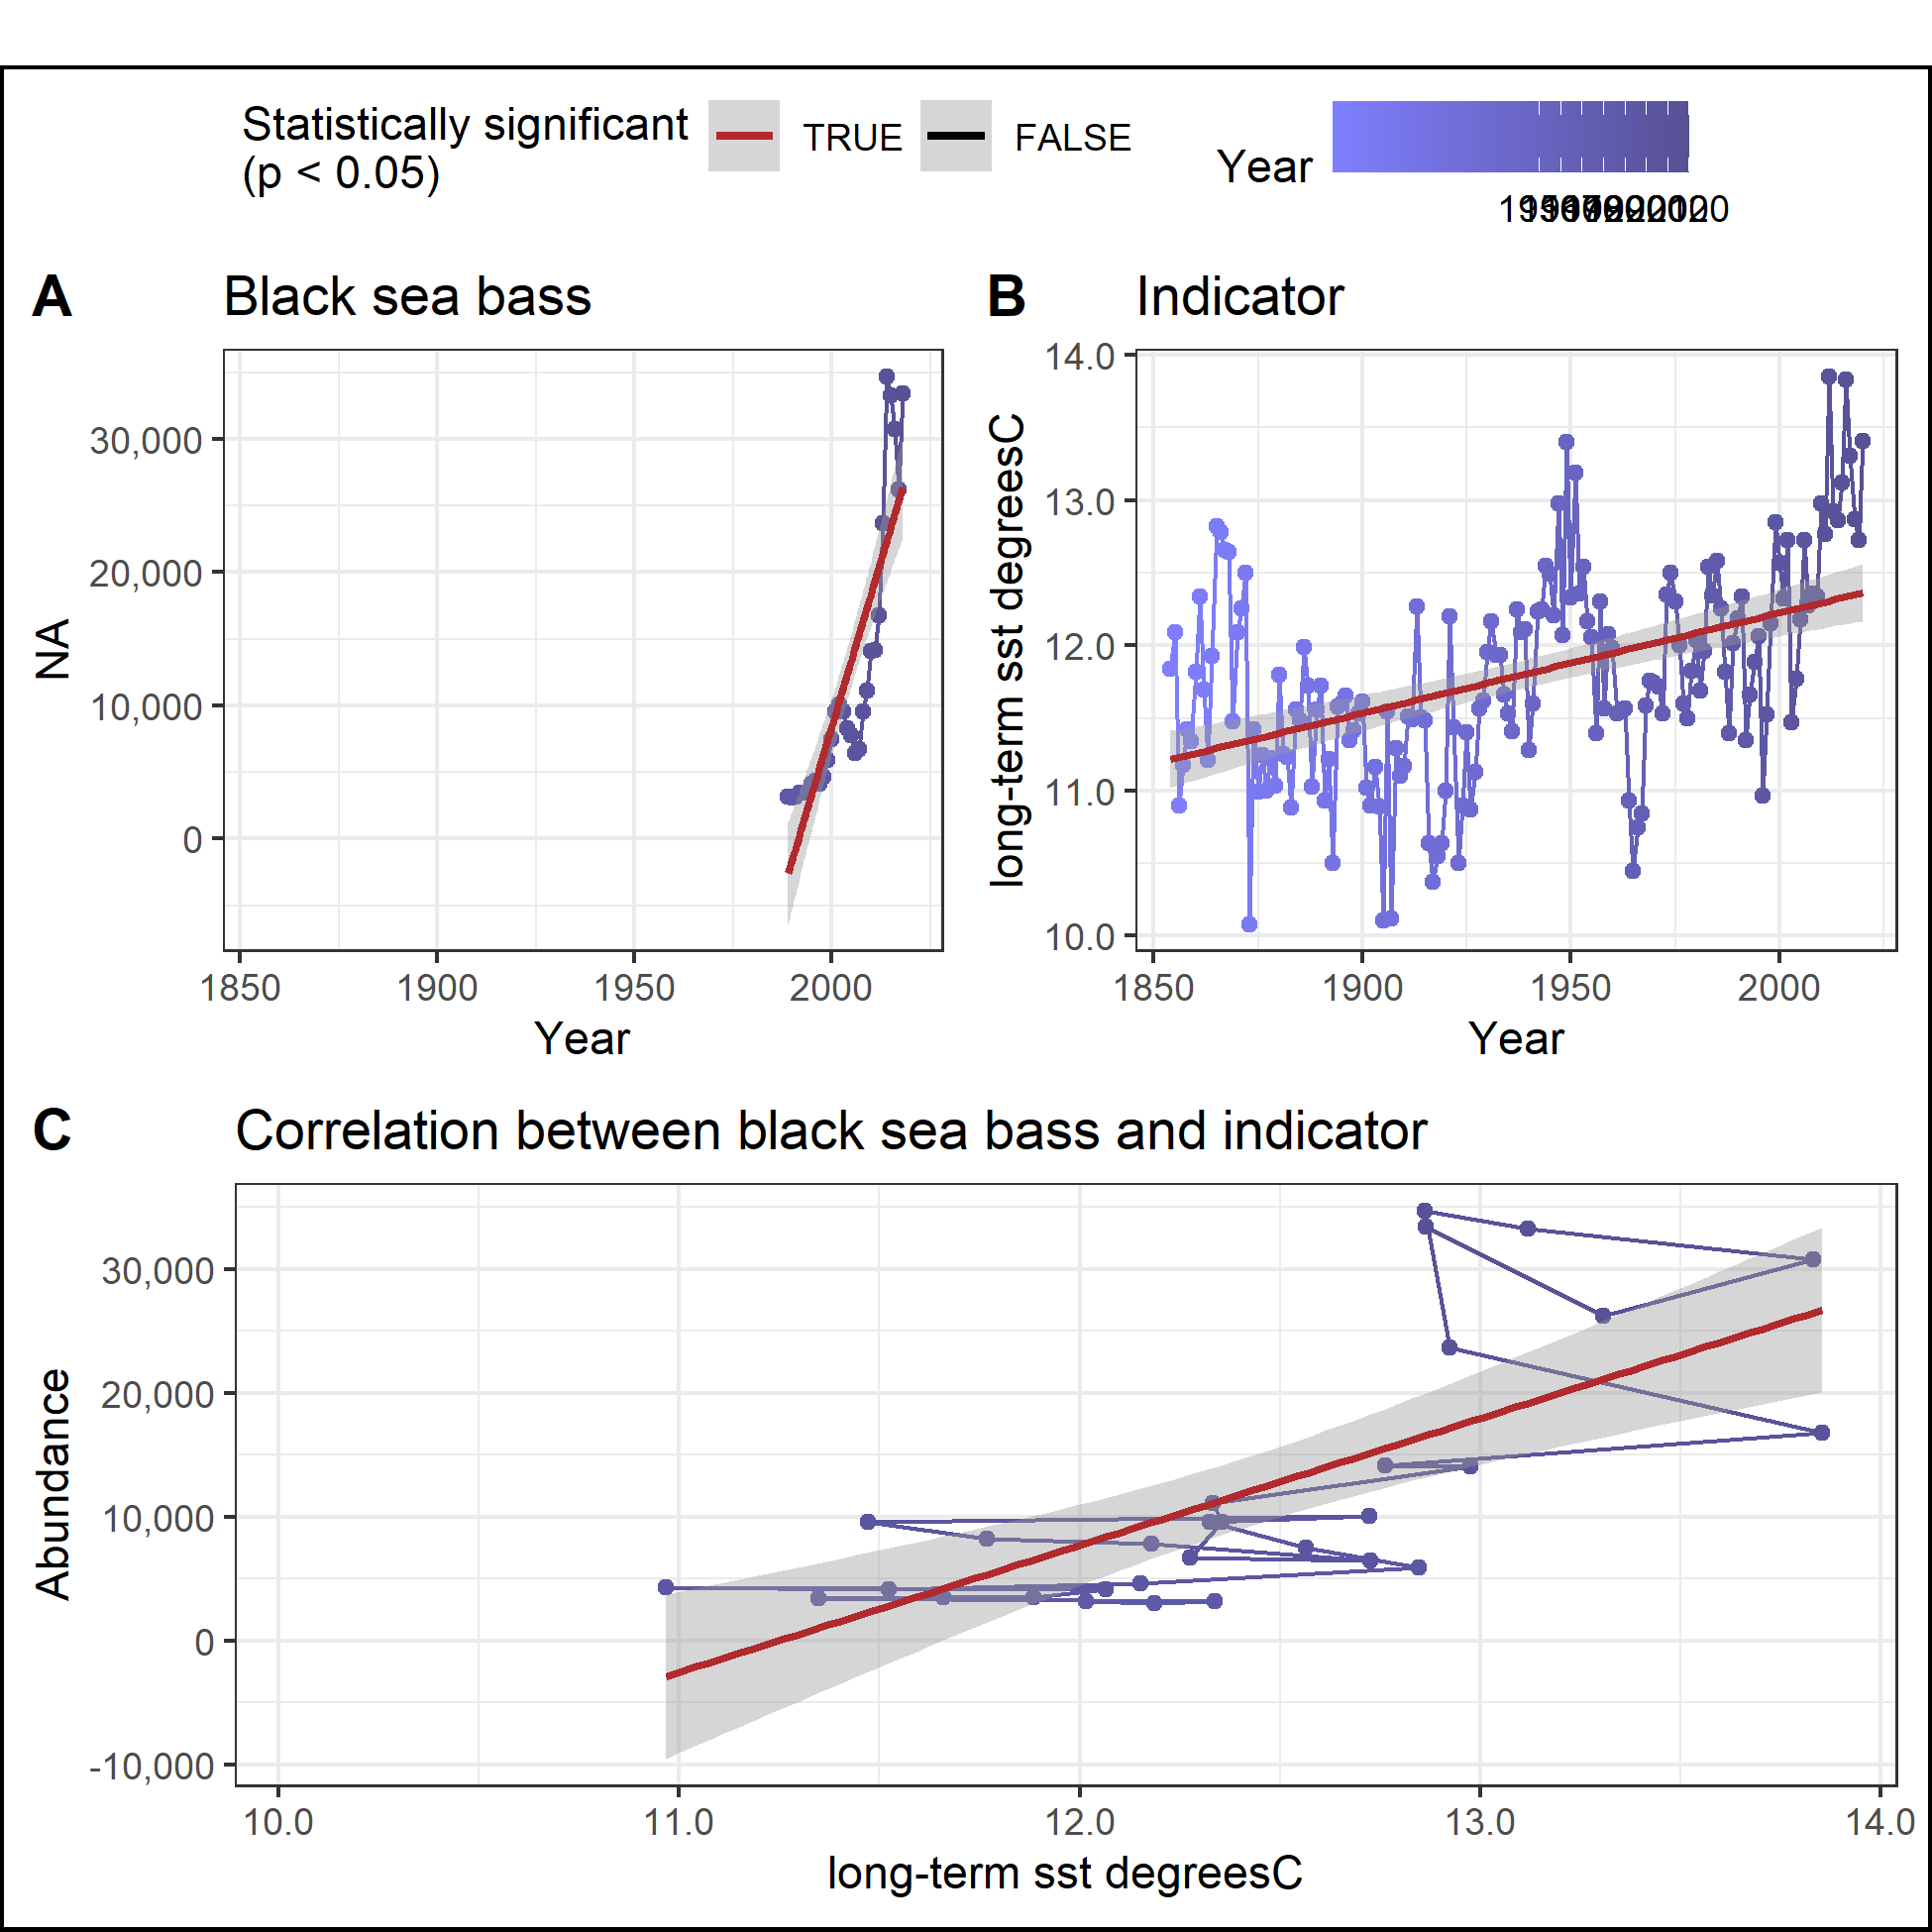 Statistically significant
(p < 0.05)
TRUE
FALSE
Year
A
Black sea bass
30,000
20,000
10,000
0
NA
1850
1900
1950
2000
Year
B
Indicator
14.0
13.0
12.0
11.0
10.0
long-term sst degreesC
1850
1900
1950
2000
Year
C
Correlation between black sea bass and indicator
30,000
20,000
10,000
0
-10,000
Abundance
10.0
11.0
12.0
13.0
14.0
long-term sst degreesC